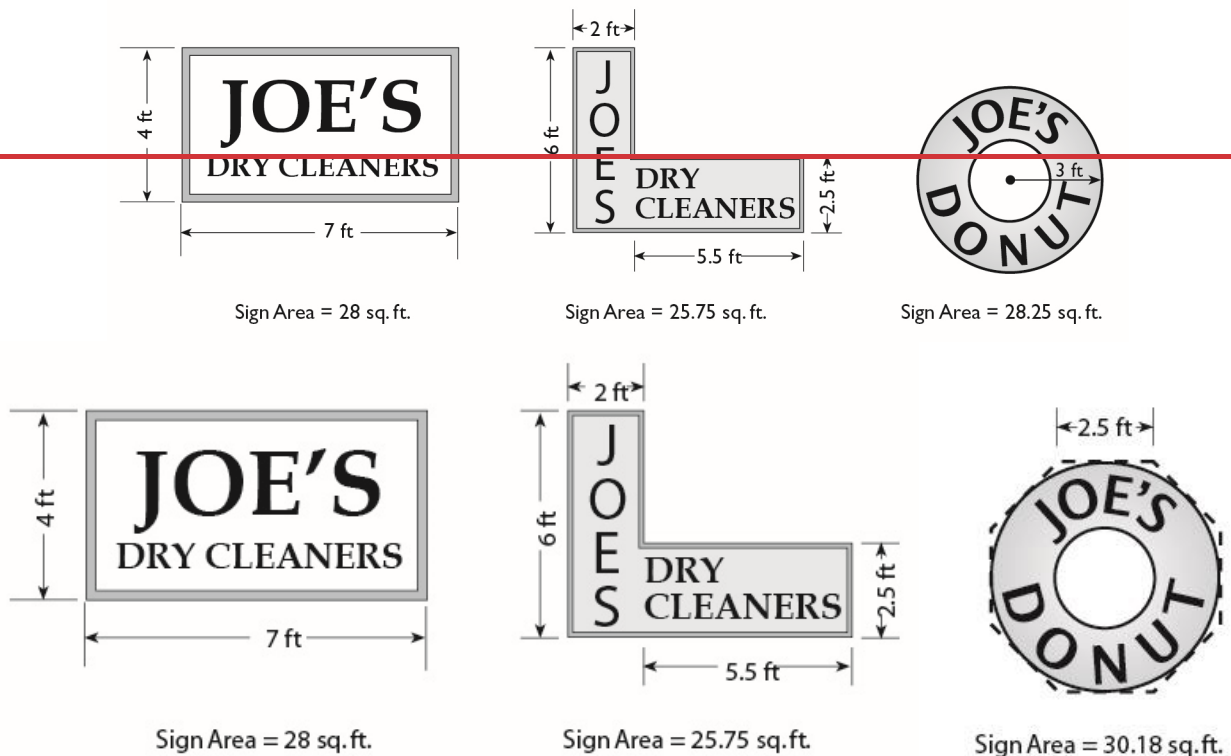 2 ft
JOE'S
DRY CLEANERS
4 ft
7 ft
JOES
DRY
CLEANERS
6 ft
2.5 ft
5.5 ft
JOE'S
DONUT
3 ft
Sign Area = 28 sq. ft.
Sign Area = 25.75 sq. ft.
Sign Area = 28.25 sq. ft.
2 ft
JOE'S
DRY CLEANERS
4 ft
7 ft
JOES
DRY
CLEANERS
6 ft
2.5 ft
5.5 ft
2.5 ft
JOE'S
DONUT
Sign Area = 28 sq. ft.
Sign Area = 25.75 sq. ft.
Sign Area = 30.18 sq. ft.